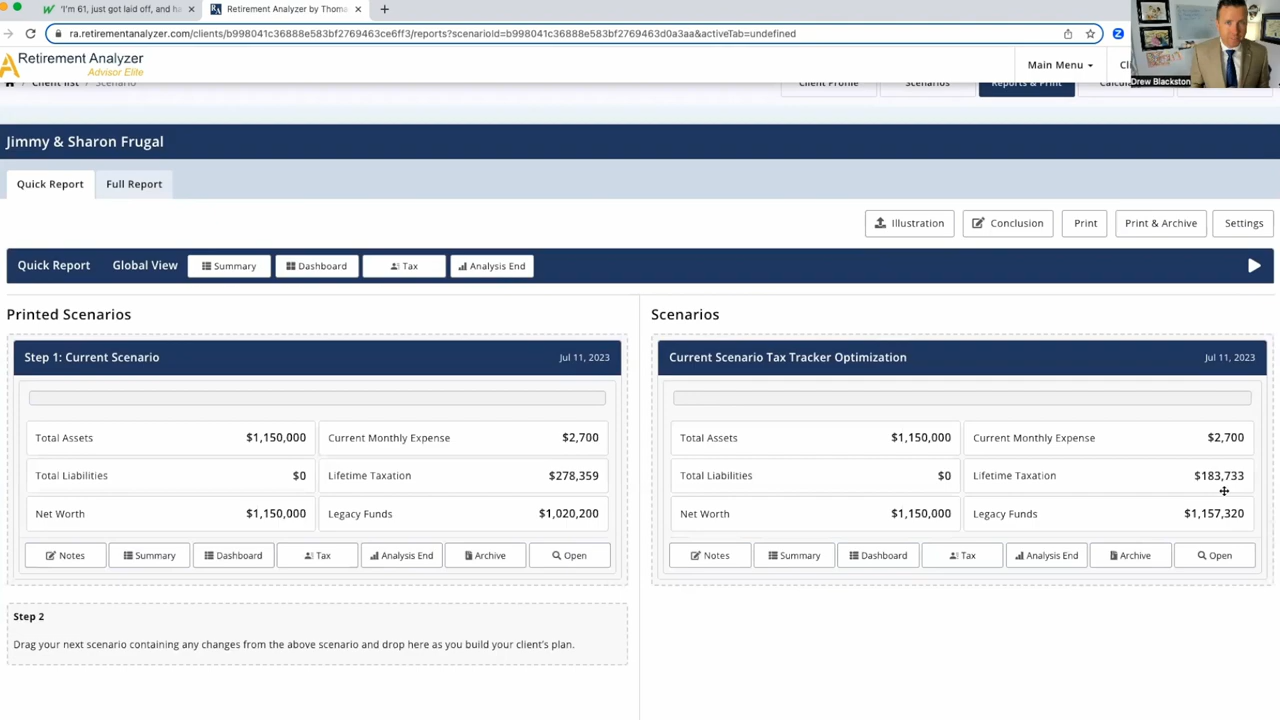 'I'm 61, just got laid off, and ha
Retirement Analyzer by Thoma
ra.retirementanalyzer.com/clients/b998041c36888e583bf2769463ce6ff3/reports?scenarioId=b998041c36888e583bf2769463d0a3aa&activeTab=undefined
Retirement Analyzer
Advisor Elite
Main Menu
Cli
Drew Blackston
Client list / Scenario
Client Profile
Scenarios
Reports & Print
Jimmy & Sharon Frugal
Quick Report
Full Report
Illustration
Conclusion
Print
Print & Archive
Settings
Quick Report
Global View
Summary
Dashboard
Tax
Analysis End
Printed Scenarios
Step 1: Current Scenario Jul 11, 2023
Total Assets $1,150,000 Current Monthly Expense $2,700
Total Liabilities $0 Lifetime Taxation $278,359
Net Worth $1,150,000 Legacy Funds $1,020,200
Notes Summary Dashboard Tax Analysis End Archive Open
Step 2
Drag your next scenario containing any changes from the above scenario and drop here as you build your client's plan.
Scenarios
Current Scenario Tax Tracker Optimization Jul 11, 2023
Total Assets $1,150,000 Current Monthly Expense $2,700
Total Liabilities $0 Lifetime Taxation $183,733
Net Worth $1,150,000 Legacy Funds $1,157,320
Notes Summary Dashboard Tax Analysis End Archive Open